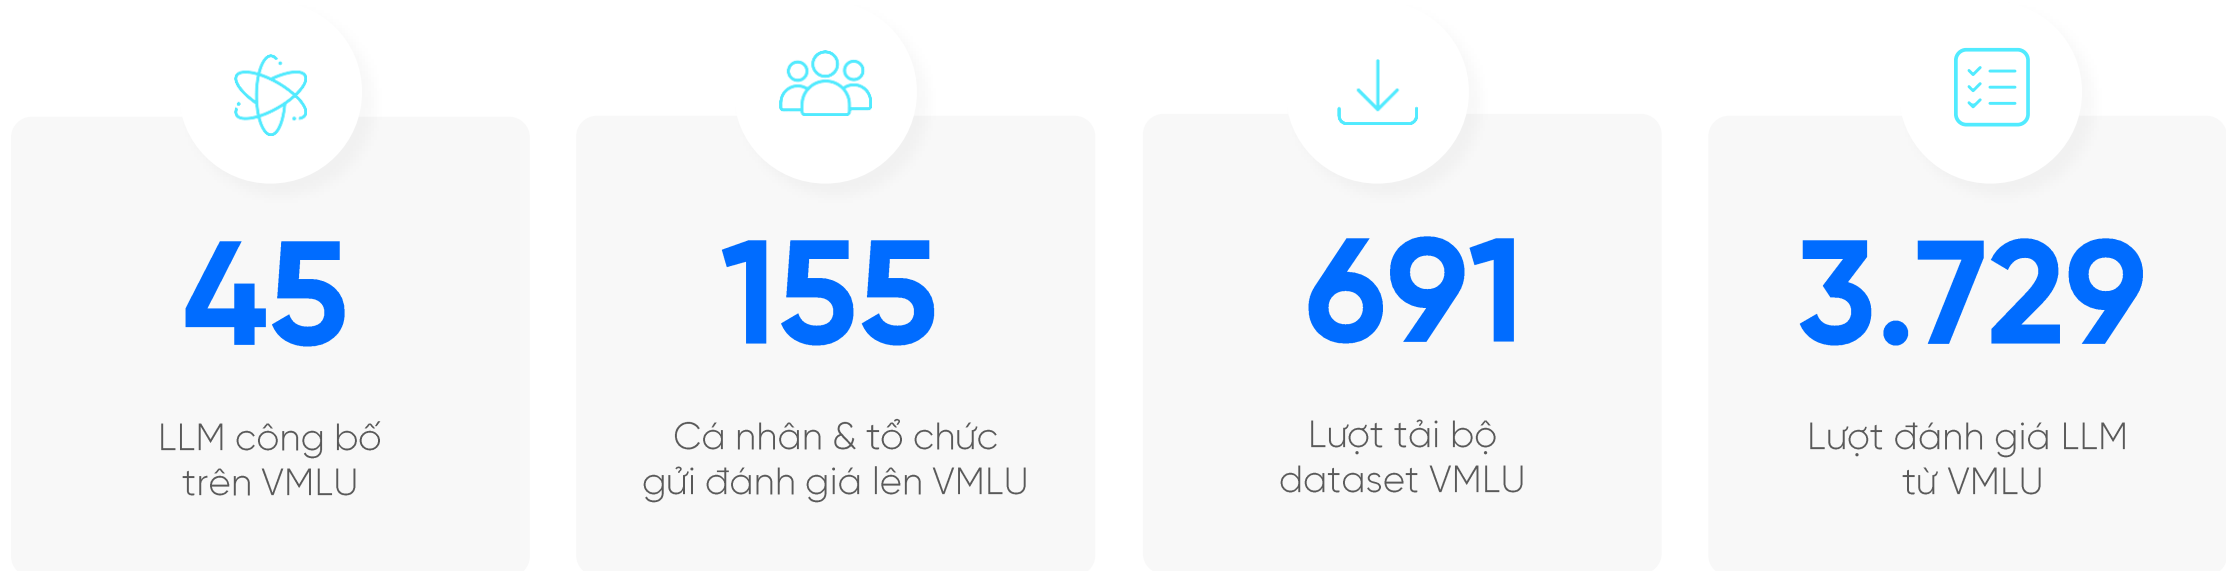 45
LLM công bố
trên VMLU
155
Cá nhân & tổ chức
gửi đánh giá lên VMLU
691
Lượt tải bộ
dataset VMLU
3.729
Lượt đánh giá LLM
từ VMLU